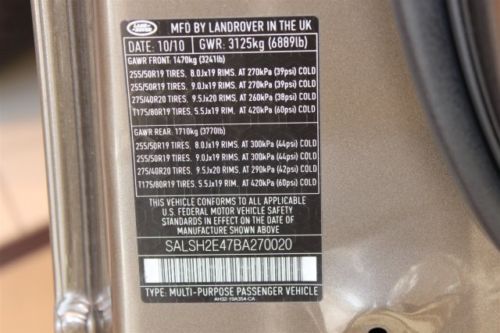 LAND ROVER
MFD BY LANDROVER IN THE UK
DATE: 10/10 GWR: 3125kg (6889lb)
GAWR FRONT: 1470kg (3241lb)
255/50R19 TIRES, 8.0Jx19 RIMS, AT 270kPa (39psi) COLD
255/50R19 TIRES, 9.0Jx19 RIMS, AT 270kPa (39psi) COLD
275/40R20 TIRES, 9.5Jx20 RIMS, AT 260kPa (38psi) COLD
T175/80R19 TIRES, 5.5Jx19 RIM, AT 420kPa (60psi) COLD
GAWR REAR: 1710kg (3770lb)
255/50R19 TIRES, 8.0Jx19 RIMS, AT 300kPa (44psi) COLD
255/50R19 TIRES, 9.0Jx19 RIMS, AT 300kPa (44psi) COLD
275/40R20 TIRES, 9.5Jx20 RIMS, AT 290kPa (42psi) COLD
T175/80R19 TIRES, 5.5Jx19 RIM, AT 420kPa (60psi) COLD
THIS VEHICLE CONFORMS TO ALL APPLICABLE
U.S. FEDERAL MOTOR VEHICLE SAFETY
STANDARDS IN EFFECT ON THE DATE OF
MANUFACTURE SHOWN ABOVE
SALSH2E47BA270020
TYPE: MULTI-PURPOSE PASSENGER VEHICLE
AH32-19A354-CA